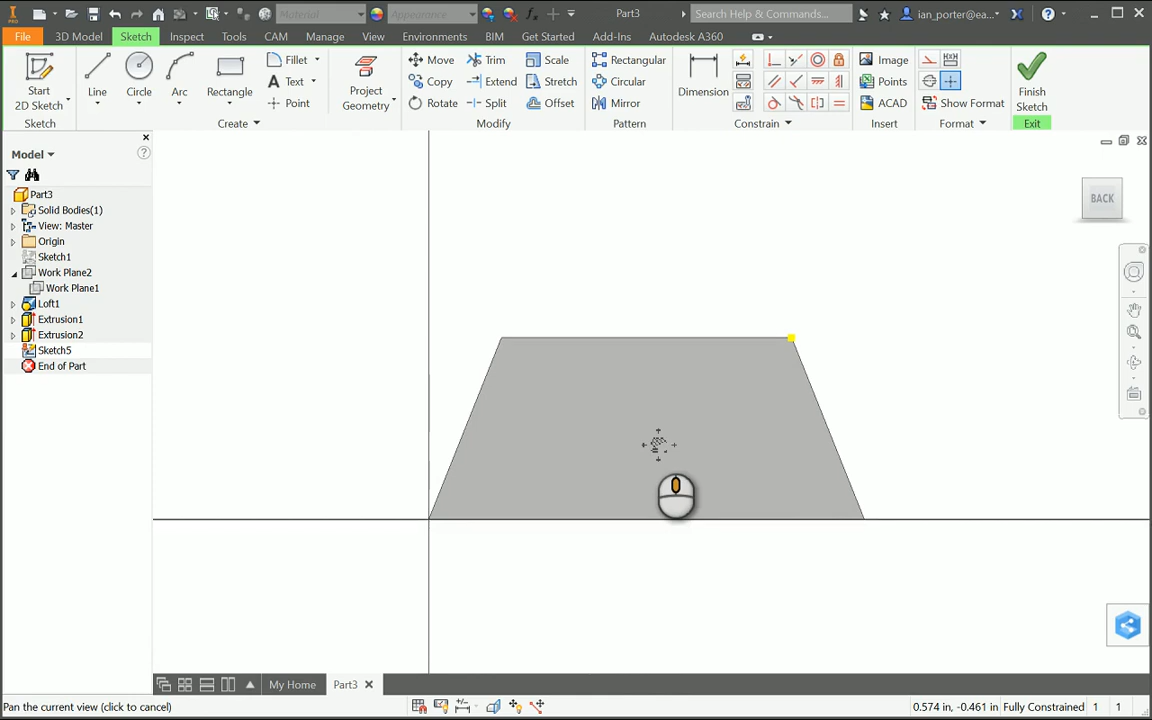 PRO
Material
Appearance
Part3
Search Help & Commands...
ian_porter@ea...
File
3D Model
Sketch
Inspect
Tools
CAM
Manage
View
Environments
BIM
Get Started
Add-Ins
Autodesk A360
Start
2D Sketch
Line
Circle
Arc
Rectangle
Fillet
Text
Point
Project
Geometry
Move
Copy
Rotate
Trim
Extend
Split
Scale
Stretch
Offset
Rectangular
Circular
Mirror
Dimension
Image
Points
ACAD
Show Format
Finish
Sketch
Sketch
Create
Modify
Pattern
Constrain
Insert
Format
Exit
Model
Part3
Solid Bodies(1)
View: Master
Origin
Sketch1
Work Plane2
Work Plane1
Loft1
Extrusion1
Extrusion2
Sketch5
End of Part
BACK
My Home
Part3
Pan the current view (click to cancel)
0.574 in, -0.461 in Fully Constrained 1 1